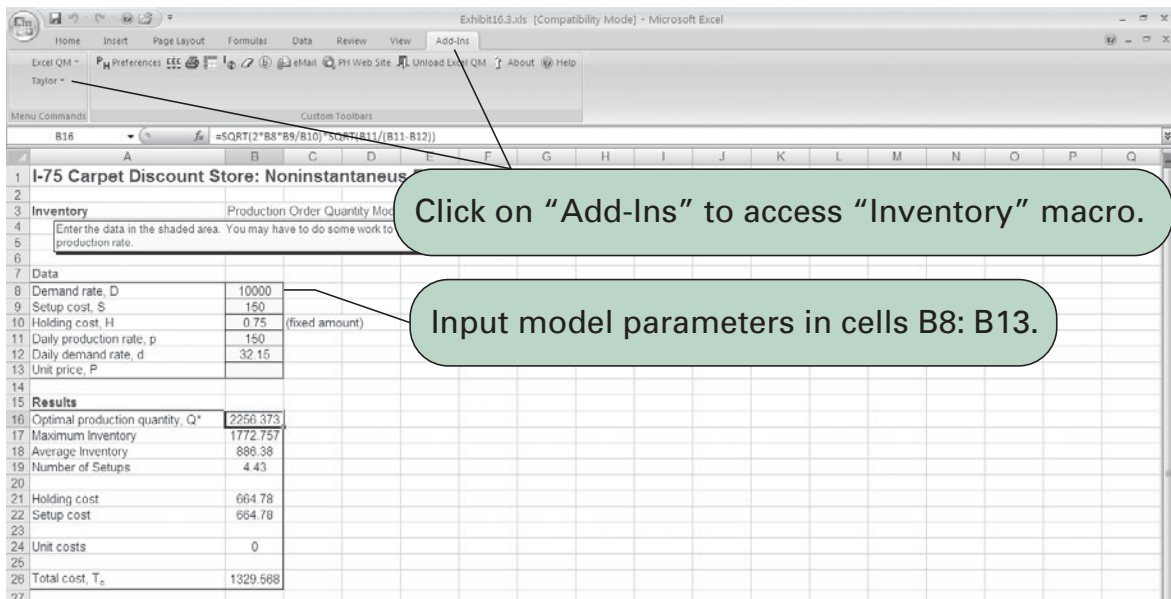 Exhibit16.3.xls [Compatibility Mode] - Microsoft Excel
Home Insert Page Layout Formulas Data Review View Add-Ins
Excel QM PH Preferences eMail PH Web Site Unload Excel QM About Help
Taylor
Menu Commands Custom Toolbars
B16 fx =SQRT(2*B8*B9/B10)*SQRT(B11/(B11-B12))
A B C D E F G H I J K L M N O P Q
1 I-75 Carpet Discount Store: Noninstantaneus
2
3 Inventory Production Order Quantity Mod
4 Enter the data in the shaded area. You may have to do some work to
5 production rate.
6
7 Data
8 Demand rate, D 10000
9 Setup cost, S 150
10 Holding cost, H 0.75 (fixed amount)
11 Daily production rate, p 150
12 Daily demand rate, d 32.15
13 Unit price, P
14
15 Results
16 Optimal production quantity, Q* 2256.373
17 Maximum Inventory 1772.757
18 Average Inventory 886.38
19 Number of Setups 4.43
20
21 Holding cost 664.78
22 Setup cost 664.78
23
24 Unit costs 0
25
26 Total cost, Tc 1329.568
27
Click on “Add-Ins” to access “Inventory” macro.
Input model parameters in cells B8: B13.